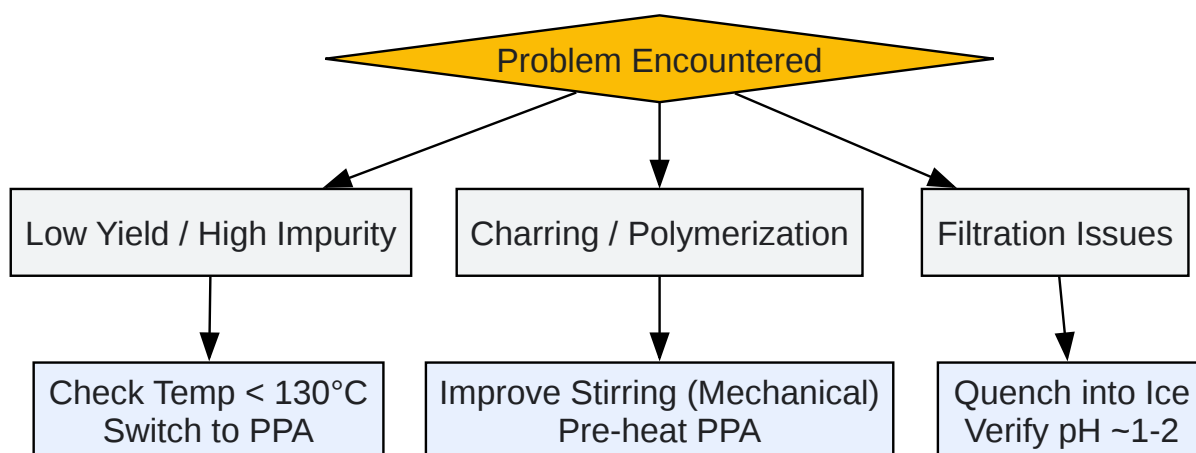 Problem Encountered
Low Yield / High Impurity
Charring / Polymerization
Filtration Issues
Check Temp < 130°C
Switch to PPA
Improve Stirring (Mechanical)
Pre-heat PPA
Quench into Ice
Verify pH ~1-2